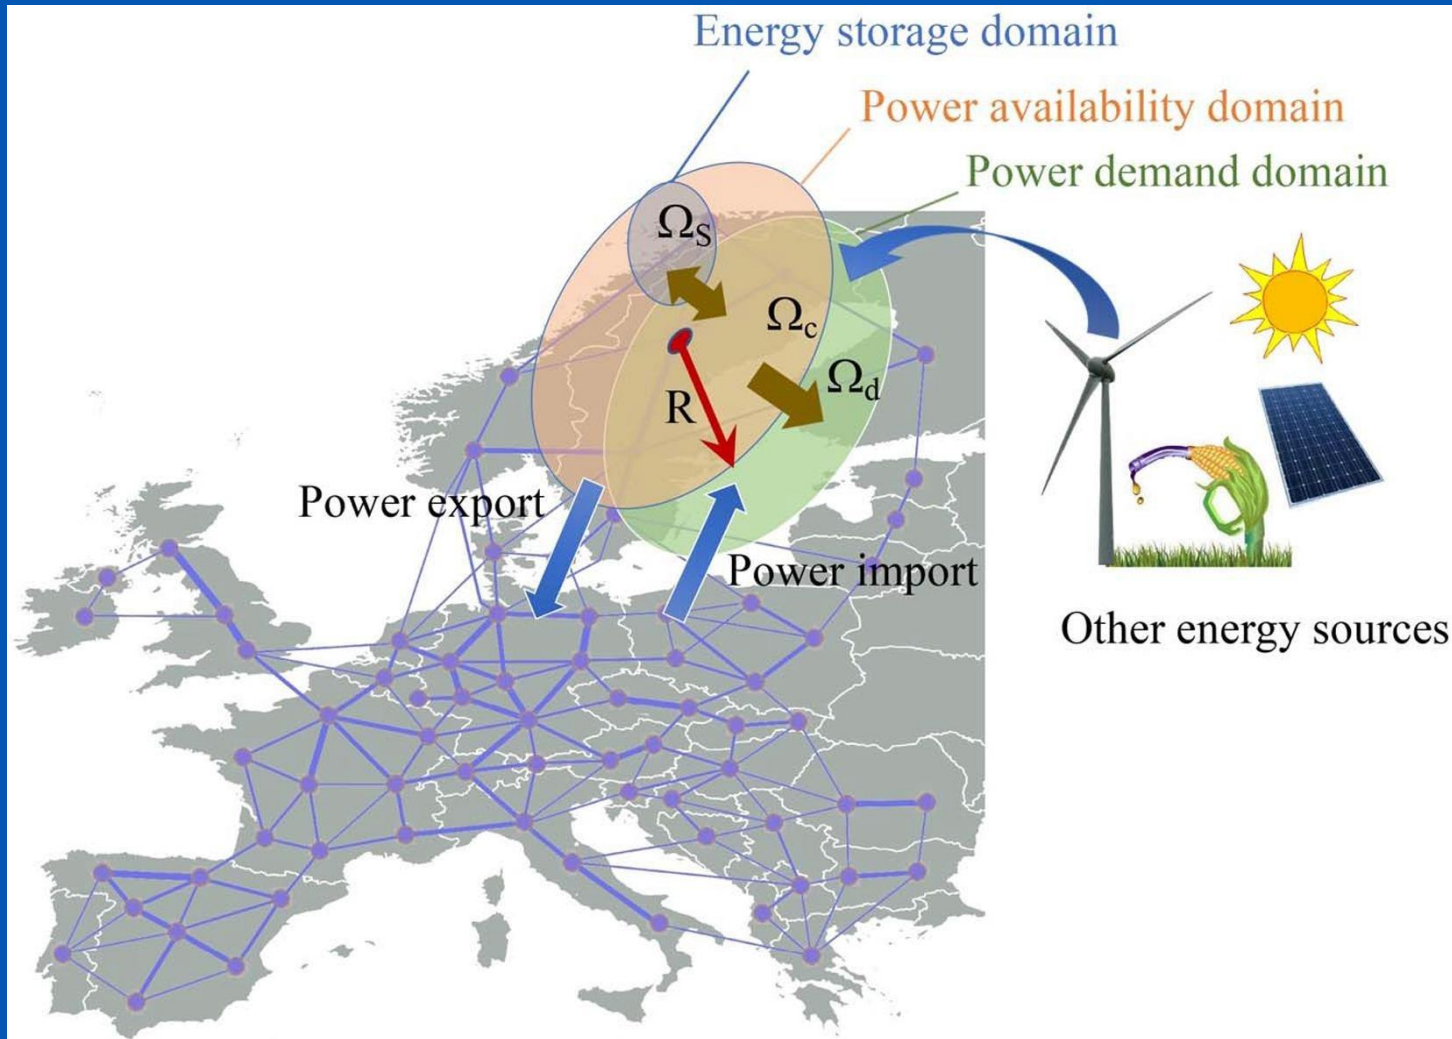 Energy storage domain
Power availability domain
Power demand domain
Ωs
Ωc
Ωd
R
Power export
Power import
Other energy sources